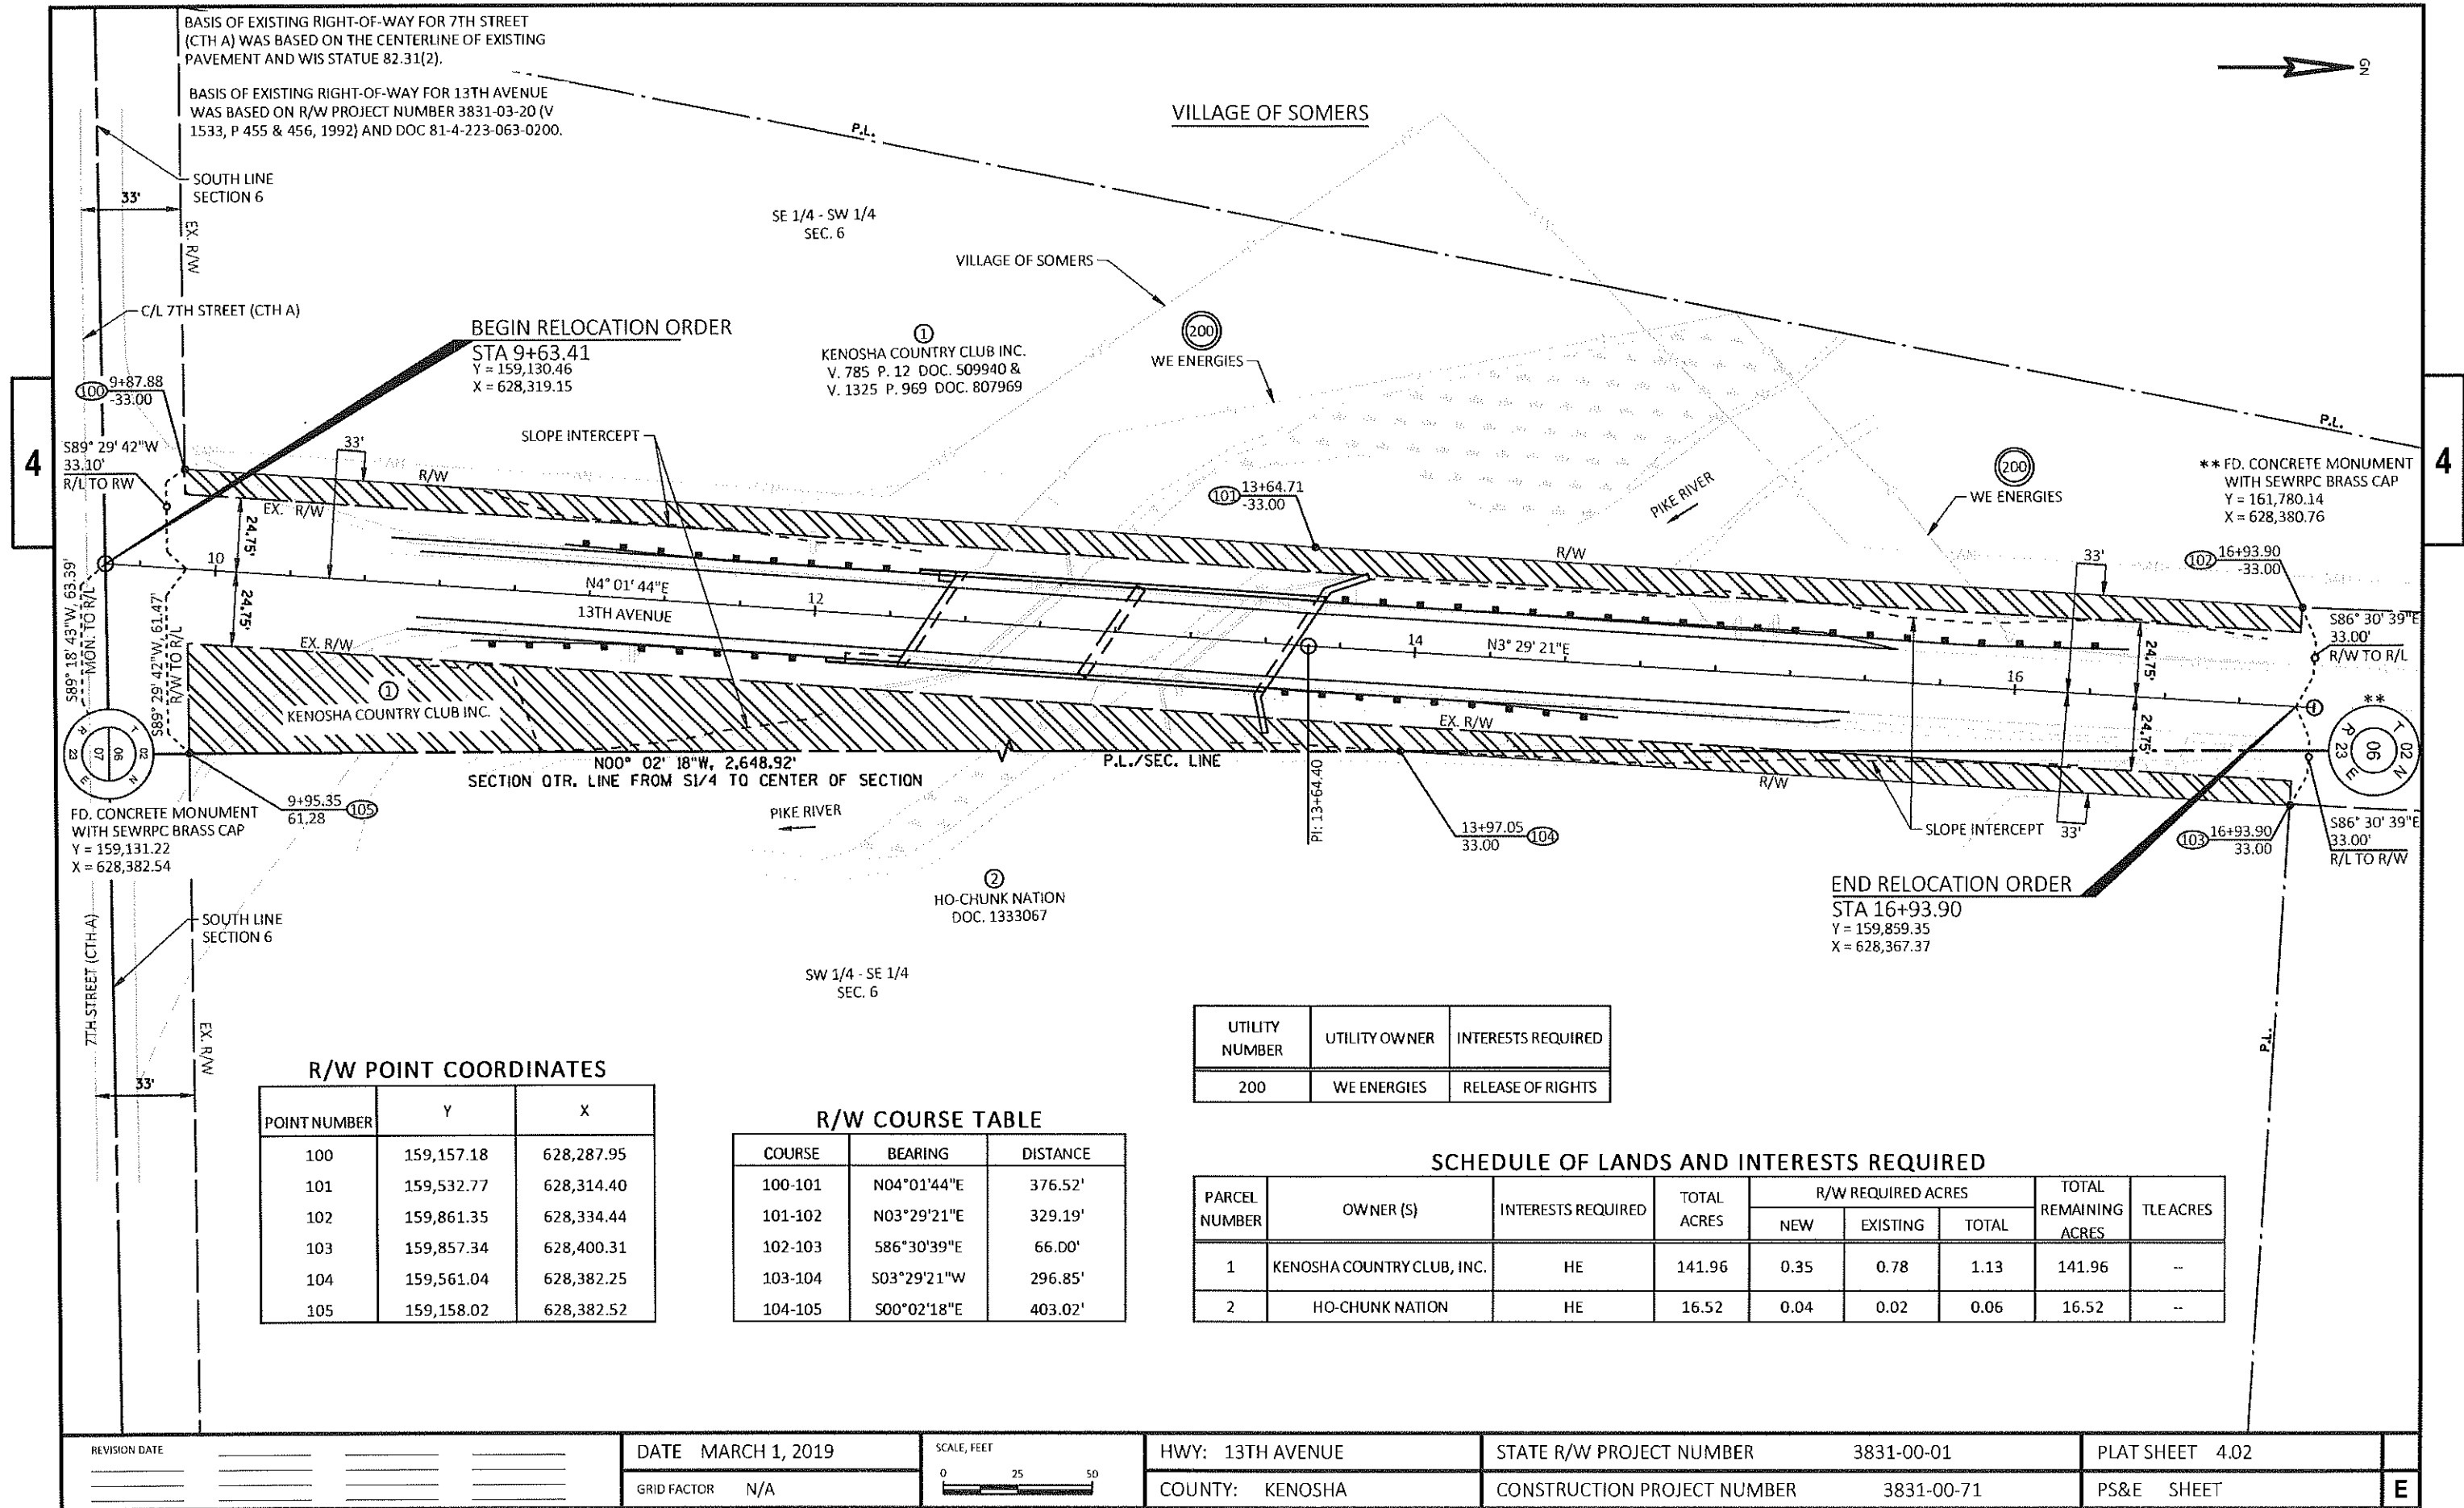 BASIS OF EXISTING RIGHT-OF-WAY FOR 7TH STREET
(CTH A) WAS BASED ON THE CENTERLINE OF EXISTING
PAVEMENT AND WIS STATUE 82.31(2).
BASIS OF EXISTING RIGHT-OF-WAY FOR 13TH AVENUE
WAS BASED ON R/W PROJECT NUMBER 3831-03-20 (V
1533, P 455 & 456, 1992) AND DOC 81-4-223-063-0200.
GN
VILLAGE OF SOMERS
P.L.
SOUTH LINE
SECTION 6
33'
EX. R/W
SE 1/4 - SW 1/4
SEC. 6
VILLAGE OF SOMERS
C/L 7TH STREET (CTH A)
BEGIN RELOCATION ORDER
STA 9+63.41
Y = 159,130.46
X = 628,319.15
1
KENOSHA COUNTRY CLUB INC.
V. 785 P. 12 DOC. 509940 &
V. 1325 P. 969 DOC. 807969
200
WE ENERGIES
100 9+87.88
-33.00
4
4
P.L.
S89° 29' 42"W
33.10'
R/L TO RW
SLOPE INTERCEPT
33'
R/W
EX. R/W
24.75'
24.75'
10
101 13+64.71
-33.00
PIKE RIVER
200
WE ENERGIES
** FD. CONCRETE MONUMENT
WITH SEWRPC BRASS CAP
Y = 161,780.14
X = 628,380.76
R/W
33'
102 16+93.90
-33.00
S86° 30' 39"E
33.00'
R/W TO R/L
N4° 01' 44"E
12
13TH AVENUE
14
N3° 29' 21"E
16
24.75'
24.75'
S89° 18' 43"W, 63.39'
MON. TO R/L
S89° 29' 42"W, 61.47'
R/W TO R/L
EX. R/W
1
KENOSHA COUNTRY CLUB INC.
EX. R/W
**
T 02 N
R 23 E
06
T 02 N
R 23 E
06
07
N00° 02' 18"W, 2,648.92'
SECTION QTR. LINE FROM S1/4 TO CENTER OF SECTION
P.L./SEC. LINE
PI: 13+64.40
R/W
PIKE RIVER
9+95.35 105
61.28
FD. CONCRETE MONUMENT
WITH SEWRPC BRASS CAP
Y = 159,131.22
X = 628,382.54
13+97.05 104
33.00
SLOPE INTERCEPT
33'
103 16+93.90
33.00
S86° 30' 39"E
33.00'
R/L TO R/W
2
HO-CHUNK NATION
DOC. 1333067
END RELOCATION ORDER
STA 16+93.90
Y = 159,859.35
X = 628,367.37
SOUTH LINE
SECTION 6
7TH STREET (CTH A)
EX. R/W
33'
SW 1/4 - SE 1/4
SEC. 6
P.L.
UTILITY NUMBER UTILITY OWNER INTERESTS REQUIRED
200 WE ENERGIES RELEASE OF RIGHTS
R/W POINT COORDINATES
POINT NUMBER Y X
100 159,157.18 628,287.95
101 159,532.77 628,314.40
102 159,861.35 628,334.44
103 159,857.34 628,400.31
104 159,561.04 628,382.25
105 159,158.02 628,382.52
R/W COURSE TABLE
COURSE BEARING DISTANCE
100-101 N04°01'44"E 376.52'
101-102 N03°29'21"E 329.19'
102-103 S86°30'39"E 66.00'
103-104 S03°29'21"W 296.85'
104-105 S00°02'18"E 403.02'
SCHEDULE OF LANDS AND INTERESTS REQUIRED
PARCEL NUMBER OWNER (S) INTERESTS REQUIRED TOTAL ACRES R/W REQUIRED ACRES TOTAL REMAINING ACRES TLE ACRES
NEW EXISTING TOTAL
1 KENOSHA COUNTRY CLUB, INC. HE 141.96 0.35 0.78 1.13 141.96 --
2 HO-CHUNK NATION HE 16.52 0.04 0.02 0.06 16.52 --
REVISION DATE
DATE MARCH 1, 2019
GRID FACTOR N/A
SCALE, FEET
0 25 50
HWY: 13TH AVENUE
COUNTY: KENOSHA
STATE R/W PROJECT NUMBER 3831-00-01
CONSTRUCTION PROJECT NUMBER 3831-00-71
PLAT SHEET 4.02
PS&E SHEET
E